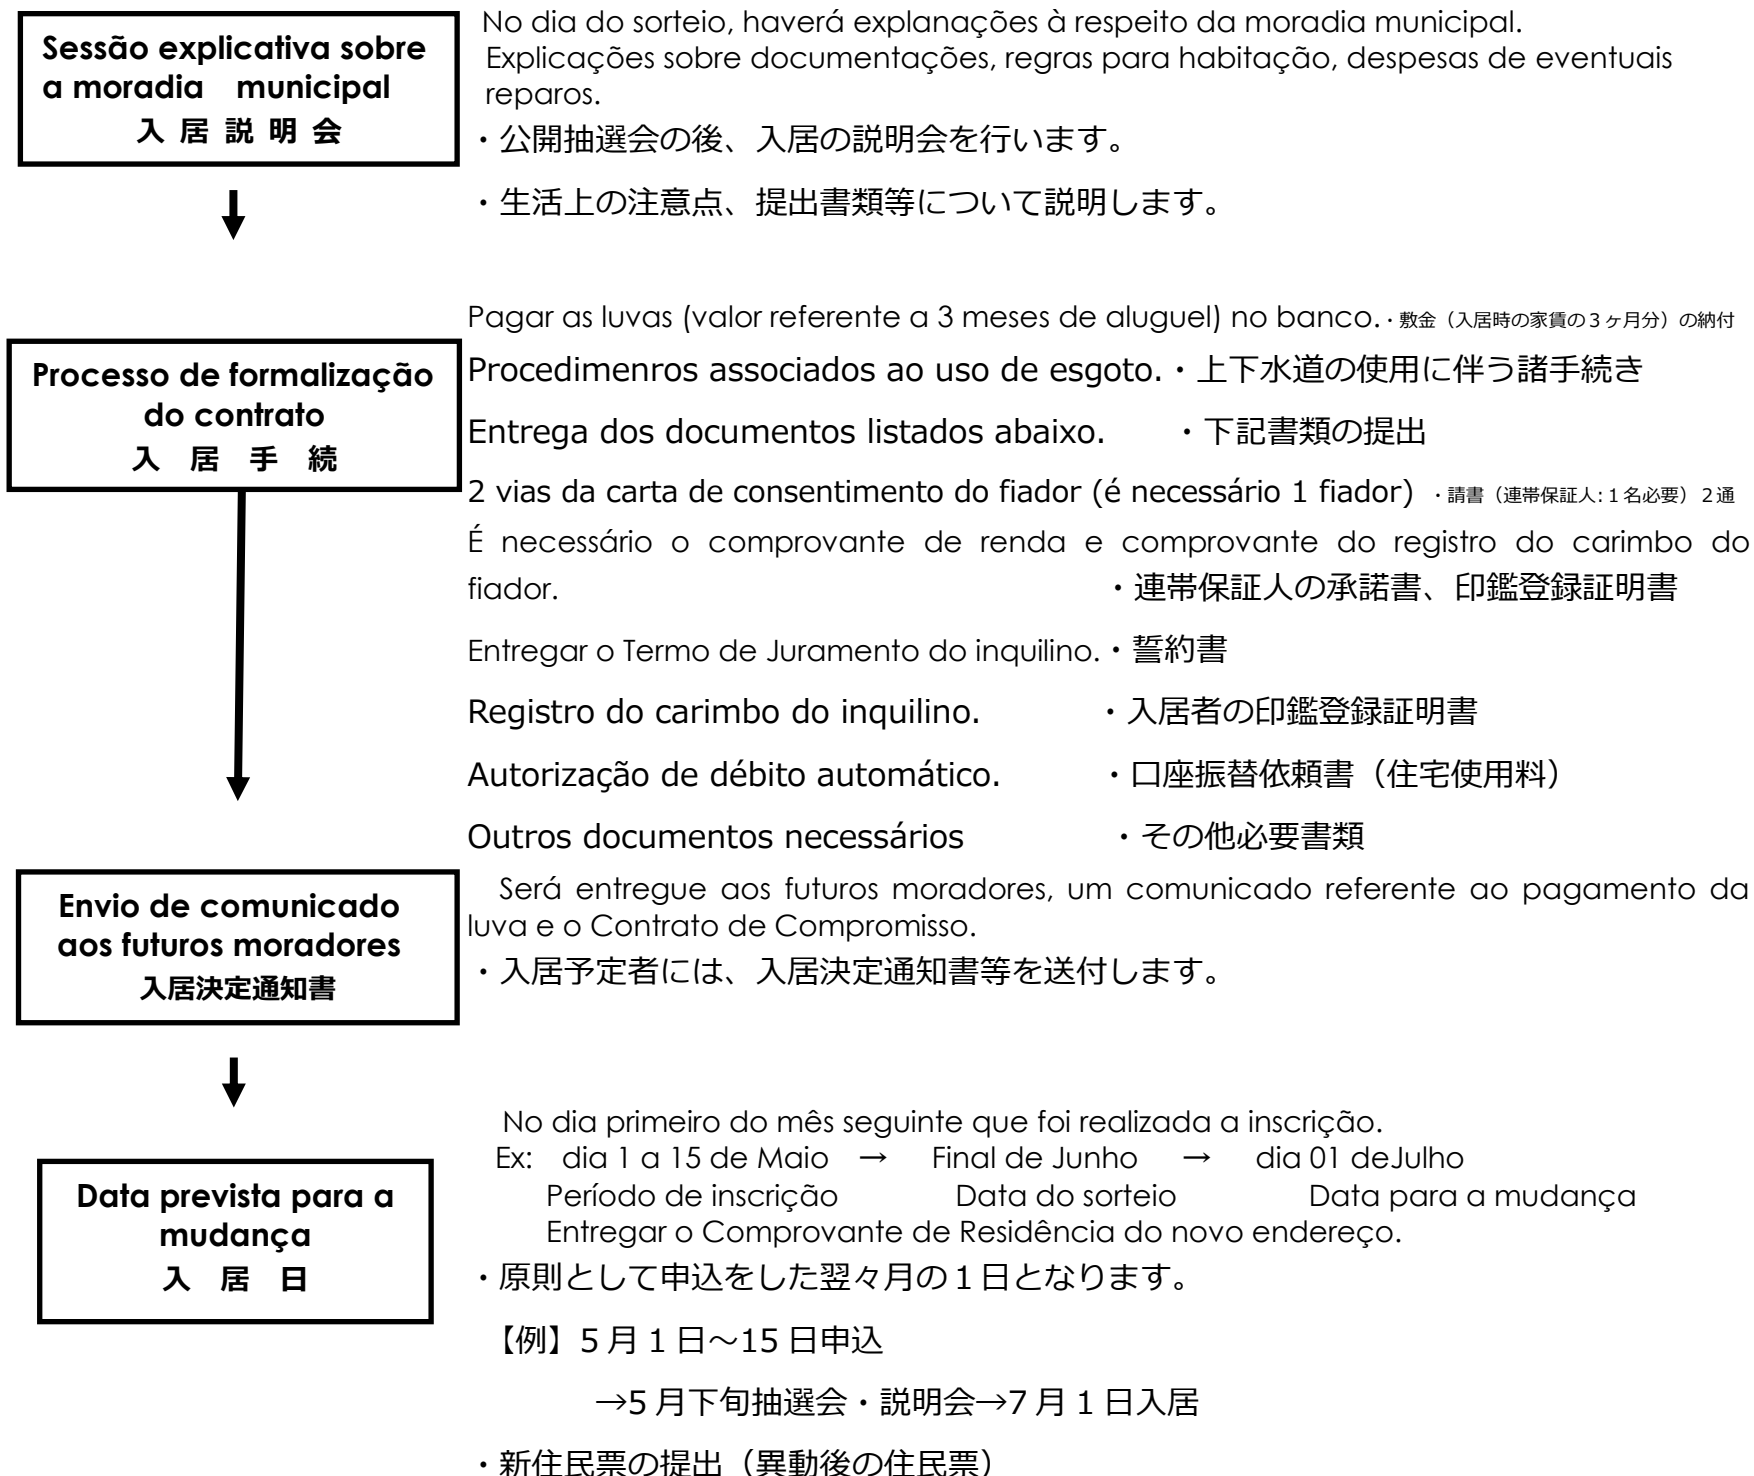 Sessão explicativa sobre
a moradia municipal
入 居 説 明 会
No dia do sorteio, haverá explanações à respeito da moradia municipal.
Explicações sobre documentações, regras para habitação, despesas de eventuais
reparos.
・公開抽選会の後、入居の説明会を行います。
・生活上の注意点、提出書類等について説明します。
Processo de formalização
do contrato
入 居 手 続
Pagar as luvas (valor referente a 3 meses de aluguel) no banco.・敷金（入居時の家賃の３ヶ月分）の納付
Procedimenros associados ao uso de esgoto.・上下水道の使用に伴う諸手続き
Entrega dos documentos listados abaixo. ・下記書類の提出
2 vias da carta de consentimento do fiador (é necessário 1 fiador) ・請書（連帯保証人:１名必要）２通
É necessário o comprovante de renda e comprovante do registro do carimbo do
fiador. ・連帯保証人の承諾書、印鑑登録証明書
Entregar o Termo de Juramento do inquilino.・誓約書
Registro do carimbo do inquilino. ・入居者の印鑑登録証明書
Autorização de débito automático. ・口座振替依頼書（住宅使用料）
Outros documentos necessários ・その他必要書類
Envio de comunicado
aos futuros moradores
入居決定通知書
Será entregue aos futuros moradores, um comunicado referente ao pagamento da
luva e o Contrato de Compromisso.
・入居予定者には、入居決定通知書等を送付します。
Data prevista para a
mudança
入 居 日
No dia primeiro do mês seguinte que foi realizada a inscrição.
Ex: dia 1 a 15 de Maio → Final de Junho → dia 01 deJulho
Período de inscrição Data do sorteio Data para a mudança
Entregar o Comprovante de Residência do novo endereço.
・原則として申込をした翌々月の１日となります。
【例】５月１日～15 日申込
→5 月下旬抽選会・説明会→7 月１日入居
・新住民票の提出（異動後の住民票）